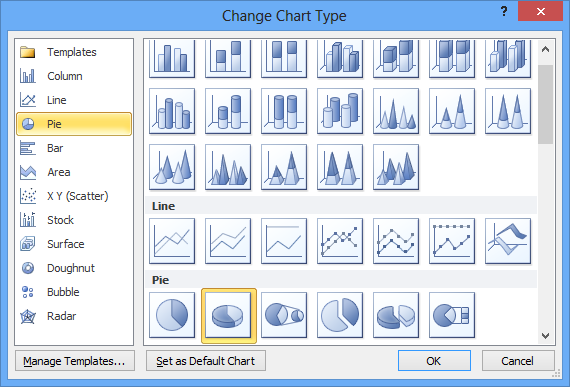 Change Chart Type
?
Templates
Column
Line
Pie
Bar
Area
X Y (Scatter)
Stock
Surface
Doughnut
Bubble
Radar
Line
Pie
Manage Templates...
Set as Default Chart
OK
Cancel